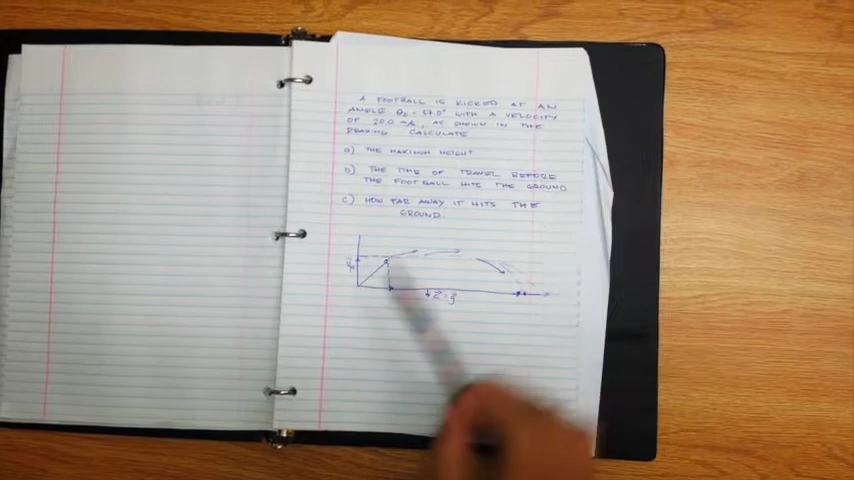 A FOOTBALL IS KICKED AT AN
ANGLE θ₀ = 37.0° WITH A VELOCITY
OF 20.0 m/s, AS SHOWN IN THE
DRAWING CALCULATE
a) THE MAXIMUM HEIGHT
b) THE TIME OF TRAVEL BEFORE
THE FOOTBALL HITS THE GROUND
c) HOW FAR AWAY IT HITS THE
GROUND.